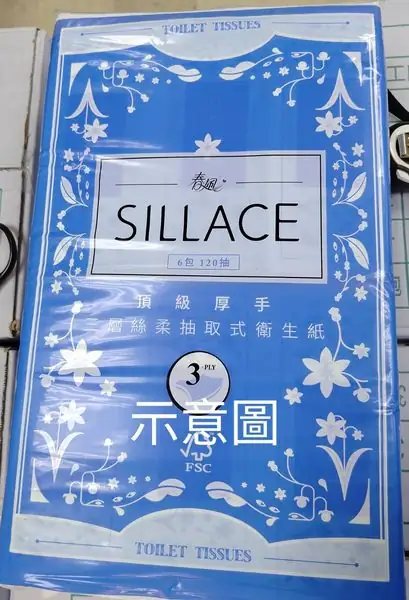 TOILET TISSUES
春風
SILLACE
6包 120抽
頂級厚手
三層絲柔抽取式衛生紙
3-PLY
示意圖
FSC
TOILET TISSUES